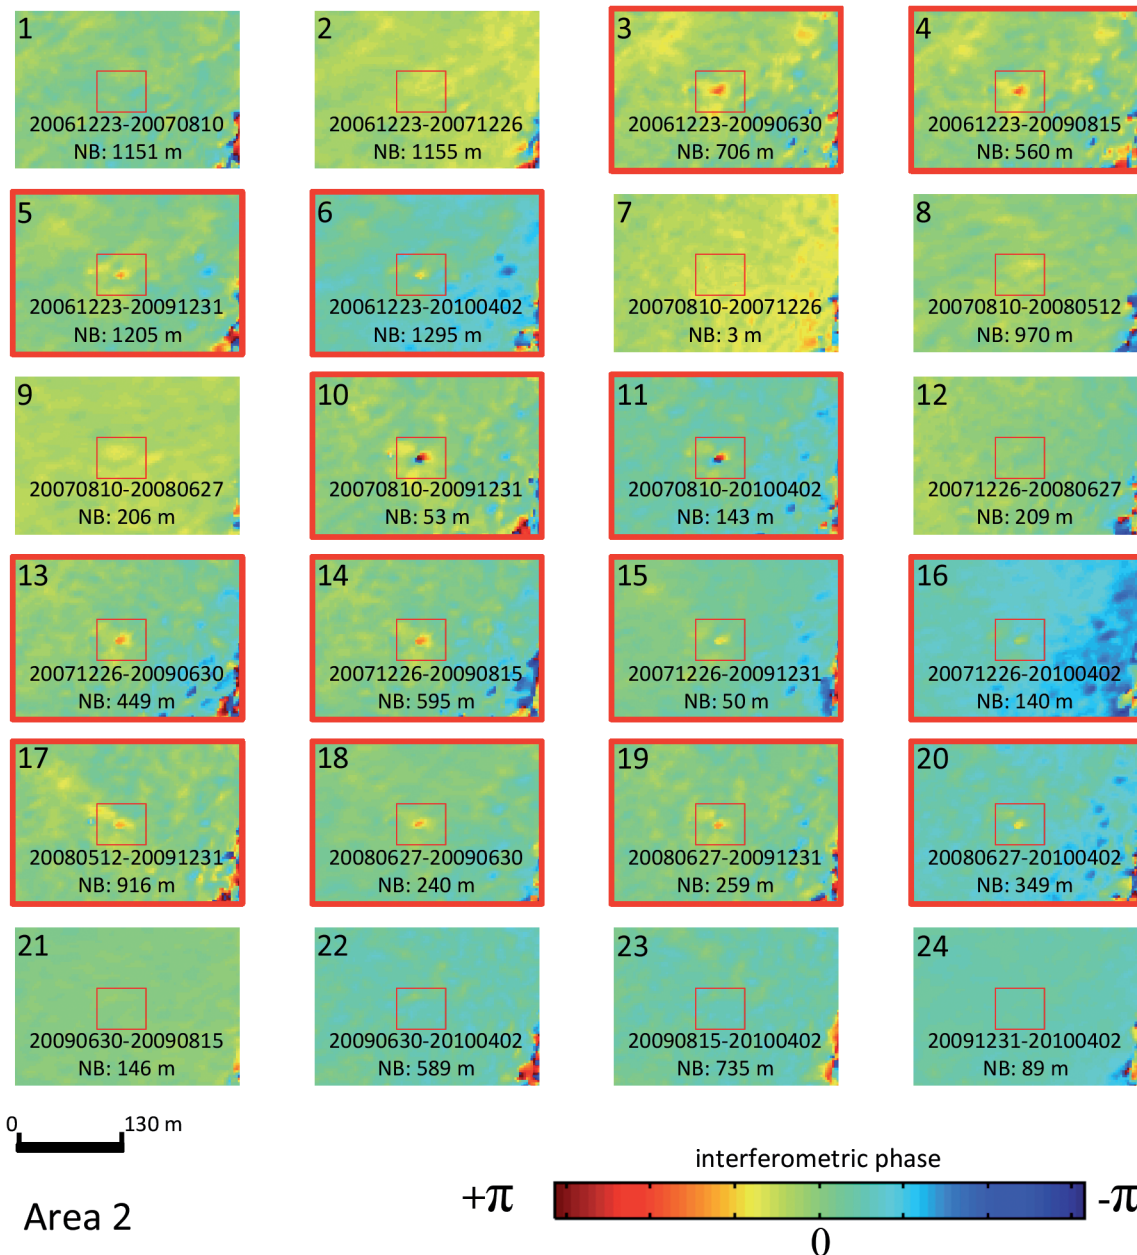 1
20061223-20070810
NB: 1151 m
2
20061223-20071226
NB: 1155 m
3
20061223-20090630
NB: 706 m
4
20061223-20090815
NB: 560 m
5
20061223-20091231
NB: 1205 m
6
20061223-20100402
NB: 1295 m
7
20070810-20071226
NB: 3 m
8
20070810-20080512
NB: 970 m
9
20070810-20080627
NB: 206 m
10
20070810-20091231
NB: 53 m
11
20070810-20100402
NB: 143 m
12
20071226-20080627
NB: 209 m
13
20071226-20090630
NB: 449 m
14
20071226-20090815
NB: 595 m
15
20071226-20091231
NB: 50 m
16
20071226-20100402
NB: 140 m
17
20080512-20091231
NB: 916 m
18
20080627-20090630
NB: 240 m
19
20080627-20091231
NB: 259 m
20
20080627-20100402
NB: 349 m
21
20090630-20090815
NB: 146 m
22
20090630-20100402
NB: 589 m
23
20090815-20100402
NB: 735 m
24
20091231-20100402
NB: 89 m
0 130 m
Area 2
interferometric phase
+π -π
0